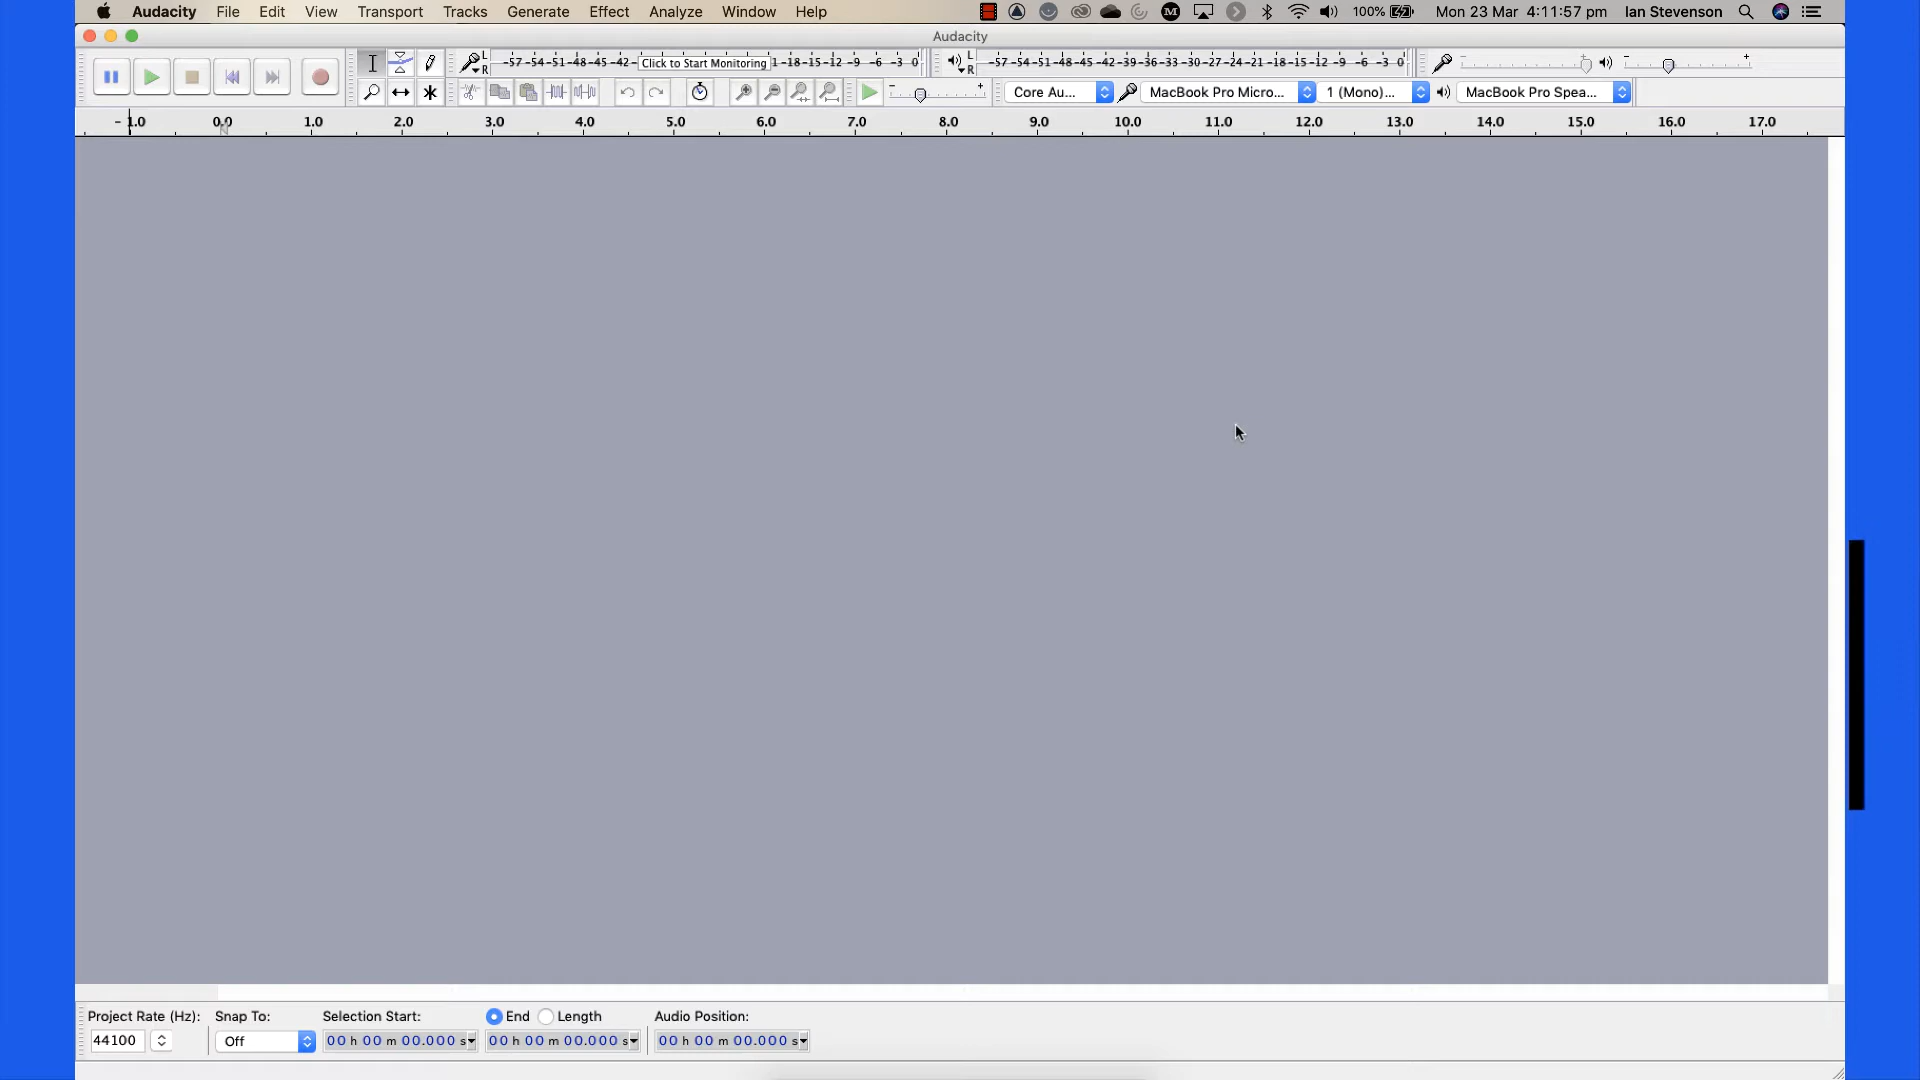 Audacity File Edit View Transport Tracks Generate Effect Analyze Window Help 100% Mon 23 Mar 4:11:57 pm Ian Stevenson
Audacity
L -57 -54 -51 -48 -45 -42 - Click to Start Monitoring 1 -18 -15 -12 -9 -6 -3 0 L -57 -54 -51 -48 -45 -42 -39 -36 -33 -30 -27 -24 -21 -18 -15 -12 -9 -6 -3 0 - +
R R
- + Core Au... MacBook Pro Micro... 1 (Mono)... MacBook Pro Spea...
- 1.0 0.0 1.0 2.0 3.0 4.0 5.0 6.0 7.0 8.0 9.0 10.0 11.0 12.0 13.0 14.0 15.0 16.0 17.0
Project Rate (Hz): Snap To: Selection Start: End Length Audio Position:
44100 Off 00 h 00 m 00.000 s 00 h 00 m 00.000 s 00 h 00 m 00.000 s